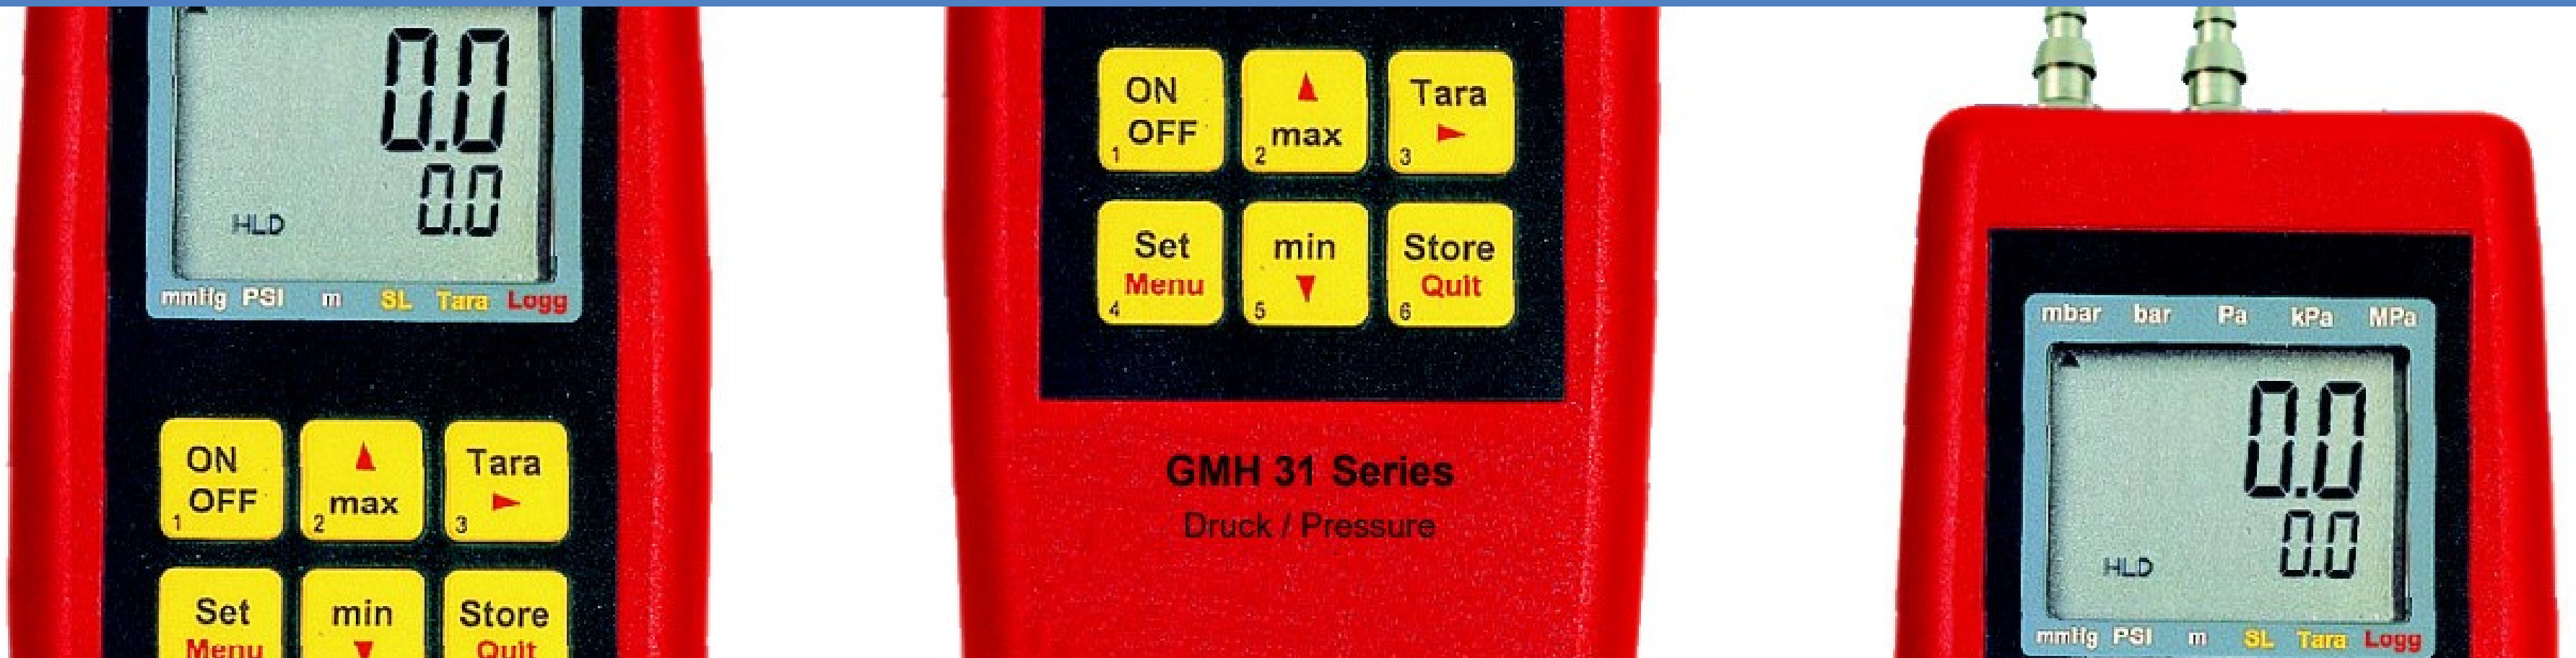 0.0
0.0
HLD
mmHg PSI m SL Tara Logg
ON
OFF
1
max
2
Tara
3
Set
Menu
min
Store
Quit
ON
OFF
1
max
2
Tara
3
Set
Menu
4
min
5
Store
Quit
6
GMH 31 Series
Druck / Pressure
mbar bar Pa kPa MPa
0.0
0.0
HLD
mmHg PSI m SL Tara Logg